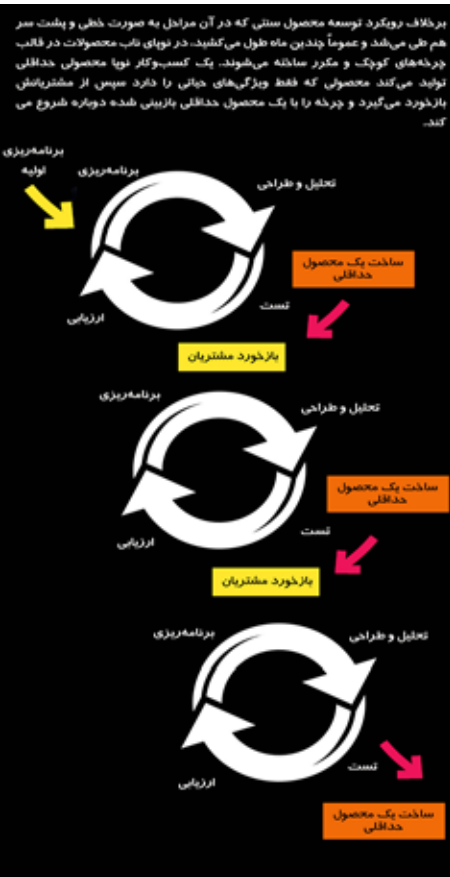 برخلاف رویکرد توسعه محصول سنتی که در آن مراحل به صورت خطی و پشت سر
هم طی می‌شد و عموماً چندین ماه طول می‌کشید، در نوپای ناب محصولات در قالب
چرخه‌های کوچک و مکرر ساخته می‌شوند. یک کسب‌وکار نوپا محصولی حداقلی
تولید می‌کند محصولی که فقط ویژگی‌های حیاتی را دارد سپس از مشتریانش
بازخورد می‌گیرد و چرخه را با یک محصول حداقلی بازبینی شده دوباره شروع می
کند.
برنامه‌ریزی
اولیه
برنامه‌ریزی
تحلیل و طراحی
ساخت یک محصول
حداقلی
تست
ارزیابی
بازخورد مشتریان
برنامه‌ریزی
تحلیل و طراحی
ساخت یک محصول
حداقلی
تست
ارزیابی
بازخورد مشتریان
برنامه‌ریزی
تحلیل و طراحی
تست
ارزیابی
ساخت یک محصول
حداقلی